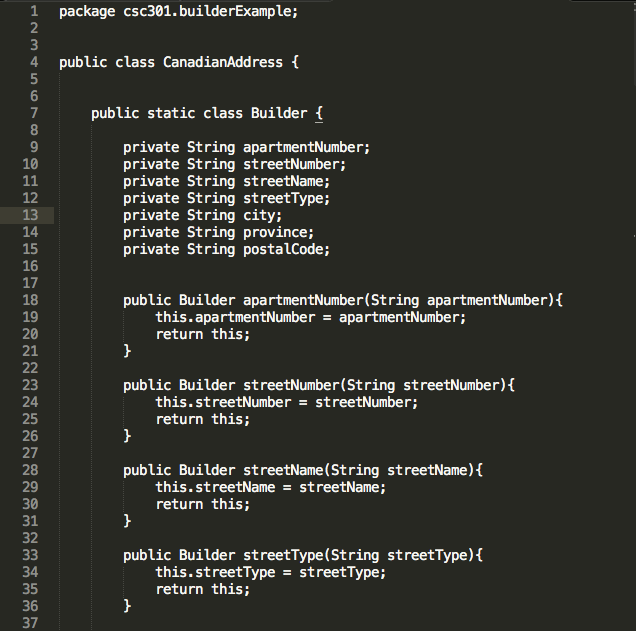 1 package csc301.builderExample;
2
3
4 public class CanadianAddress {
5
6
7 public static class Builder {
8
9 private String apartmentNumber;
10 private String streetNumber;
11 private String streetName;
12 private String streetType;
13 private String city;
14 private String province;
15 private String postalCode;
16
17
18 public Builder apartmentNumber(String apartmentNumber){
19 this.apartmentNumber = apartmentNumber;
20 return this;
21 }
22
23 public Builder streetNumber(String streetNumber){
24 this.streetNumber = streetNumber;
25 return this;
26 }
27
28 public Builder streetName(String streetName){
29 this.streetName = streetName;
30 return this;
31 }
32
33 public Builder streetType(String streetType){
34 this.streetType = streetType;
35 return this;
36 }
37